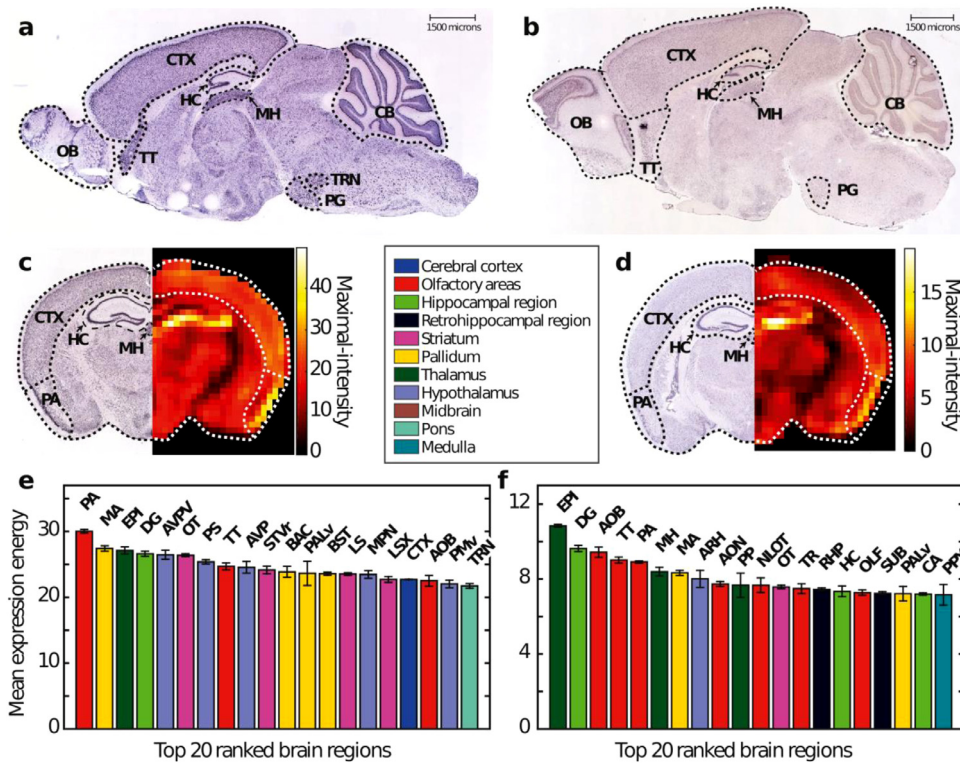 a
1500 microns
CTX
HC
MH
CB
OB
TT
TRN
PG
b
1500 microns
CTX
HC
MH
CB
OB
TT
PG
c
CTX
HC
MH
PA
40
30
20
10
0
Maximal-intensity
Cerebral cortex
Olfactory areas
Hippocampal region
Retrohippocampal region
Striatum
Pallidum
Thalamus
Hypothalamus
Midbrain
Pons
Medulla
d
CTX
HC
MH
PA
15
10
5
0
Maximal-intensity
e
Mean expression energy
30
20
10
0
PA MA EPI DG AVPV OT PS TT AVP STVr BAC PALv BST LS MPN LSX CTX AOB PMv TRN
Top 20 ranked brain regions
f
12
8
4
0
EPI DG AOB TT PA MH MA ARH AON PP NLOT OT TR RHP HC OLF SUB PALv CA
Top 20 ranked brain regions